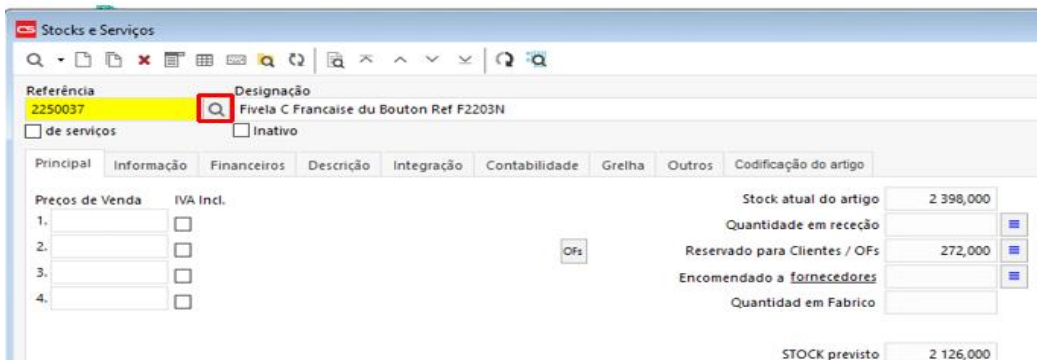 CS Stocks e Serviços
Referência Designação
2250037 Fivela C Francaise du Bouton Ref F2203N
de serviços Inativo
Principal Informação Financeiros Descrição Integração Contabilidade Grelha Outros Codificação do artigo
Preços de Venda IVA Incl. Stock atual do artigo 2 398,000
1. Quantidade em receção
2. OFs Reservado para Clientes / OFs 272,000
3. Encomendado a fornecedores
4. Quantidad em Fabrico
STOCK previsto 2 126,000